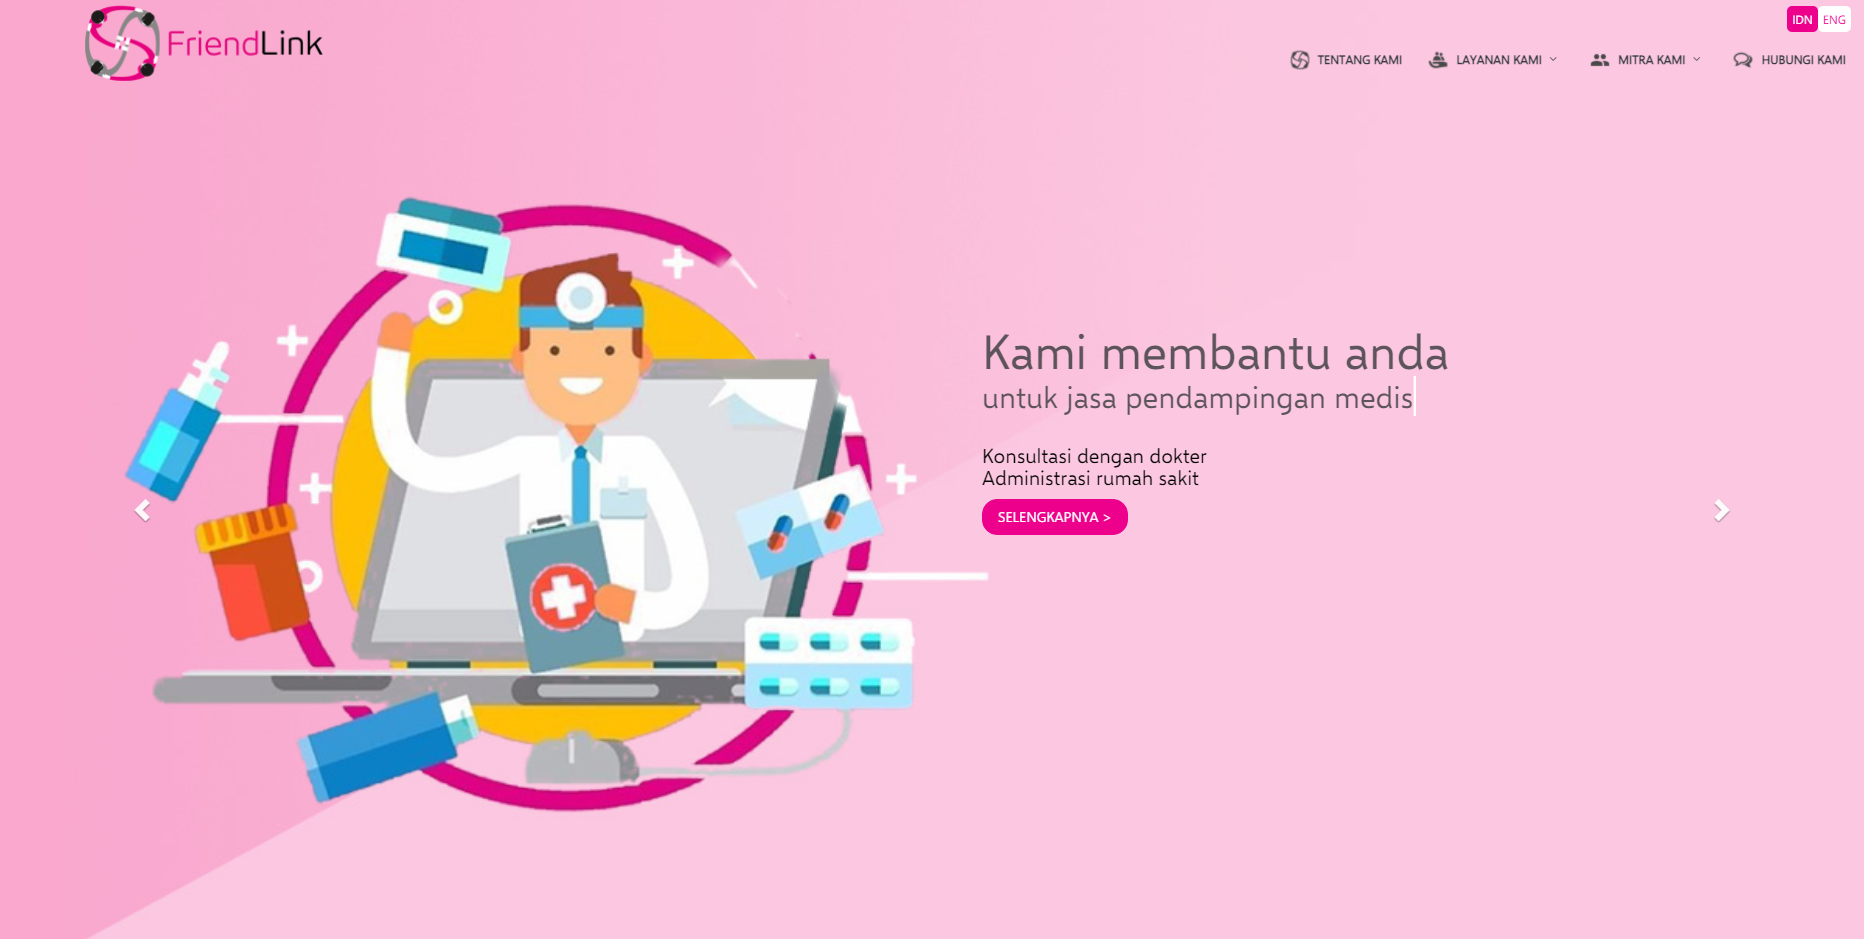 FriendLink
IDN ENG
TENTANG KAMI LAYANAN KAMI MITRA KAMI HUBUNGI KAMI
Kami membantu anda
untuk jasa pendampingan medis
Konsultasi dengan dokter
Administrasi rumah sakit
SELENGKAPNYA >